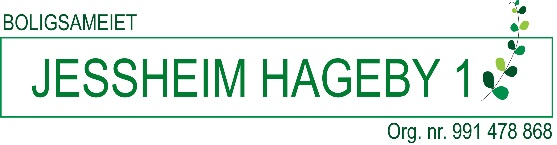 BOLIGSAMEIET
JESSHEIM HAGEBY 1
Org. nr. 991 478 868